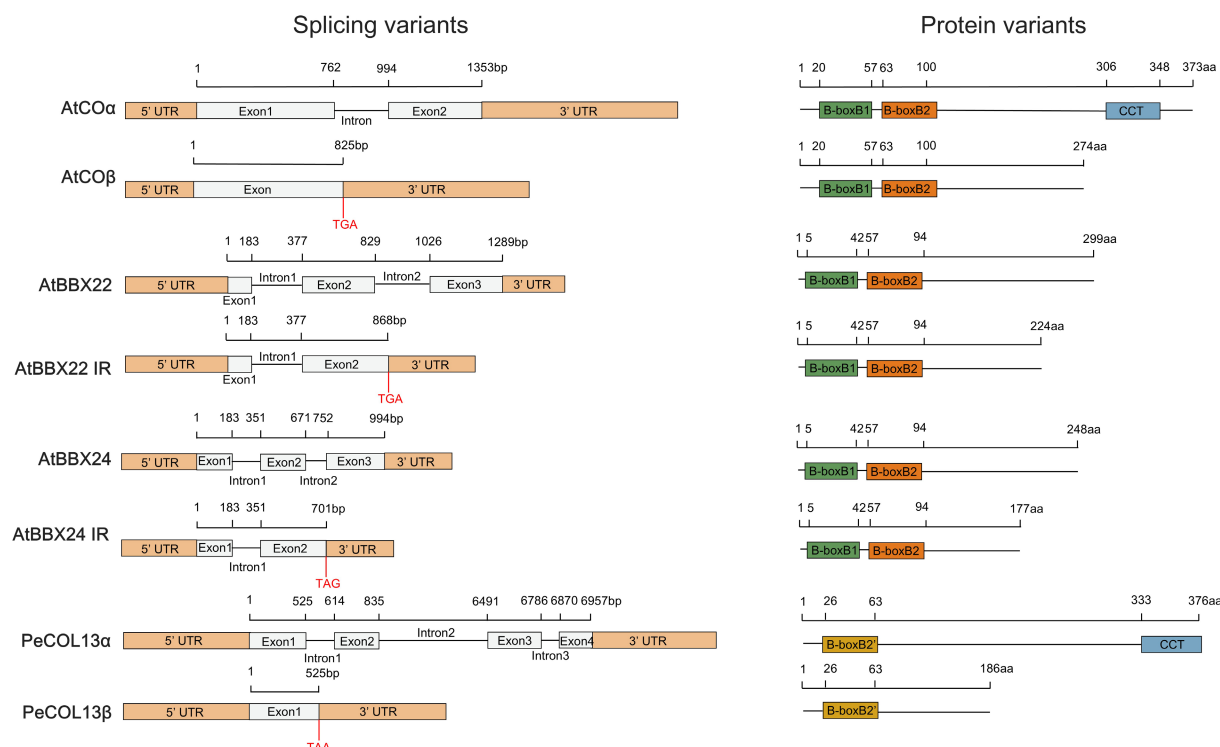 Splicing variants
Protein variants
1 762 994 1353bp
AtCOα
5' UTR Exon1 Intron Exon2 3' UTR
1 20 57 63 100 306 348 373aa
B-boxB1 B-boxB2 CCT
1 825bp
AtCOβ
5' UTR Exon 3' UTR
TGA
1 20 57 63 100 274aa
B-boxB1 B-boxB2
1 183 377 829 1026 1289bp
AtBBX22
5' UTR Exon1 Intron1 Exon2 Intron2 Exon3 3' UTR
1 5 42 57 94 299aa
B-boxB1 B-boxB2
1 183 377 868bp
AtBBX22 IR
5' UTR Exon1 Intron1 Exon2 3' UTR
TGA
1 5 42 57 94 224aa
B-boxB1 B-boxB2
1 183 351 671 752 994bp
AtBBX24
5' UTR Exon1 Intron1 Exon2 Intron2 Exon3 3' UTR
1 5 42 57 94 248aa
B-boxB1 B-boxB2
1 183 351 701bp
AtBBX24 IR
5' UTR Exon1 Intron1 Exon2 3' UTR
TAG
1 5 42 57 94 177aa
B-boxB1 B-boxB2
1 525 614 835 6491 6786 6870 6957bp
PeCOL13α
5' UTR Exon1 Intron1 Exon2 Intron2 Exon3 Intron3 Exon4 3' UTR
1 26 63 333 376aa
B-boxB2' CCT
1 525bp
PeCOL13β
5' UTR Exon1 3' UTR
TAA
1 26 63 186aa
B-boxB2'